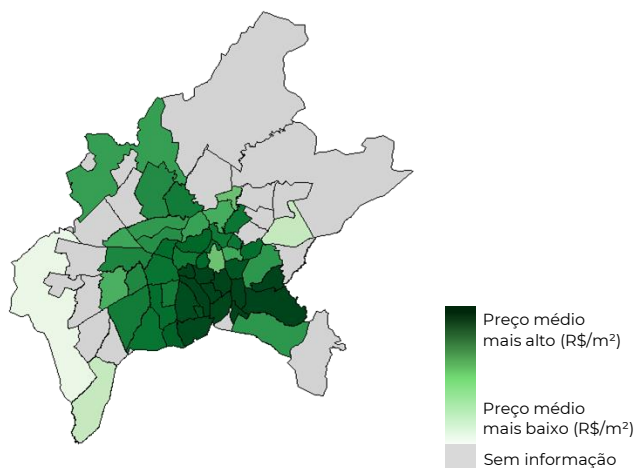 Preço médio
mais alto (R$/m²)
Preço médio
mais baixo (R$/m²)
Sem informação